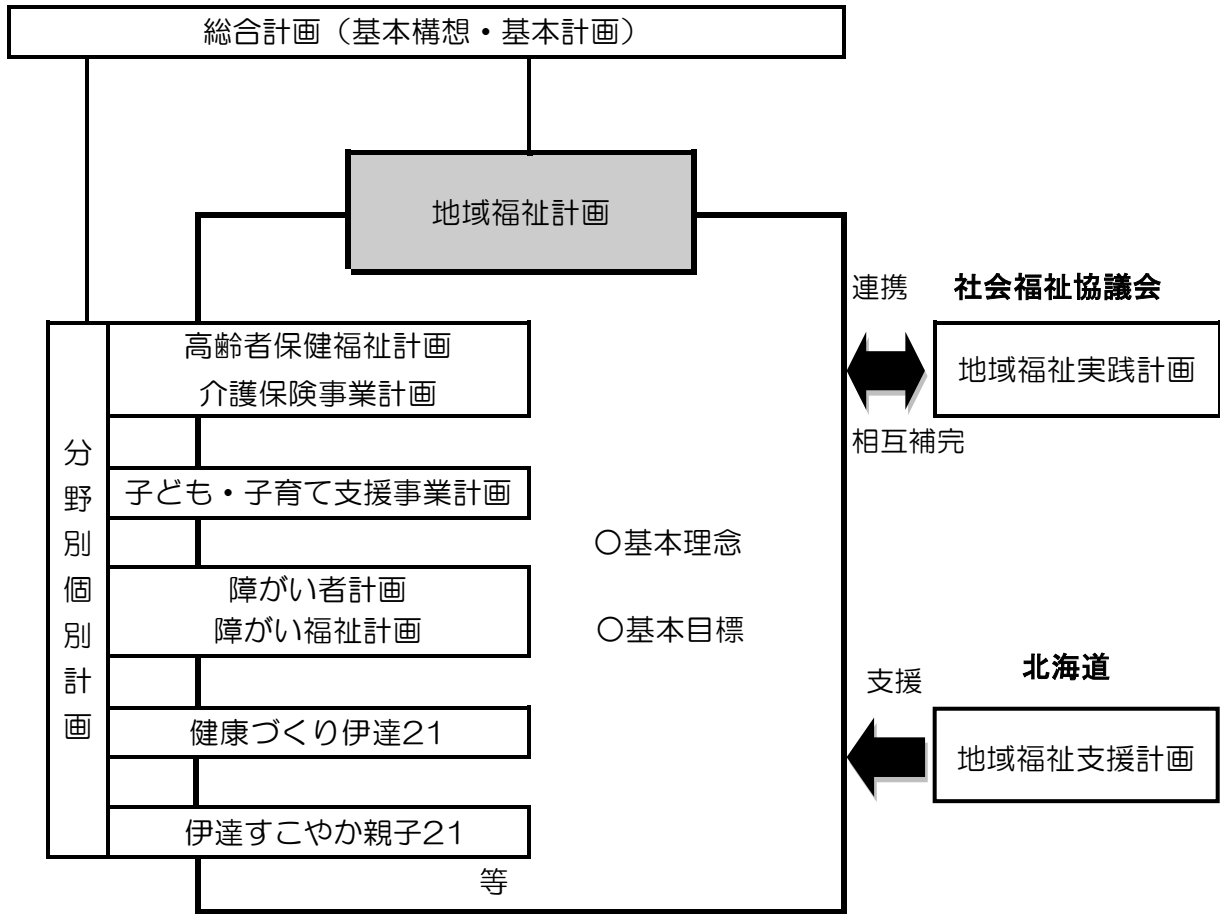 総合計画（基本構想・基本計画）
地域福祉計画
連携
社会福祉協議会
地域福祉実践計画
相互補完
分野別個別計画
高齢者保健福祉計画
介護保険事業計画
子ども・子育て支援事業計画
障がい者計画
障がい福祉計画
健康づくり伊達21
伊達すこやか親子21
等
○基本理念
○基本目標
支援
北海道
地域福祉支援計画